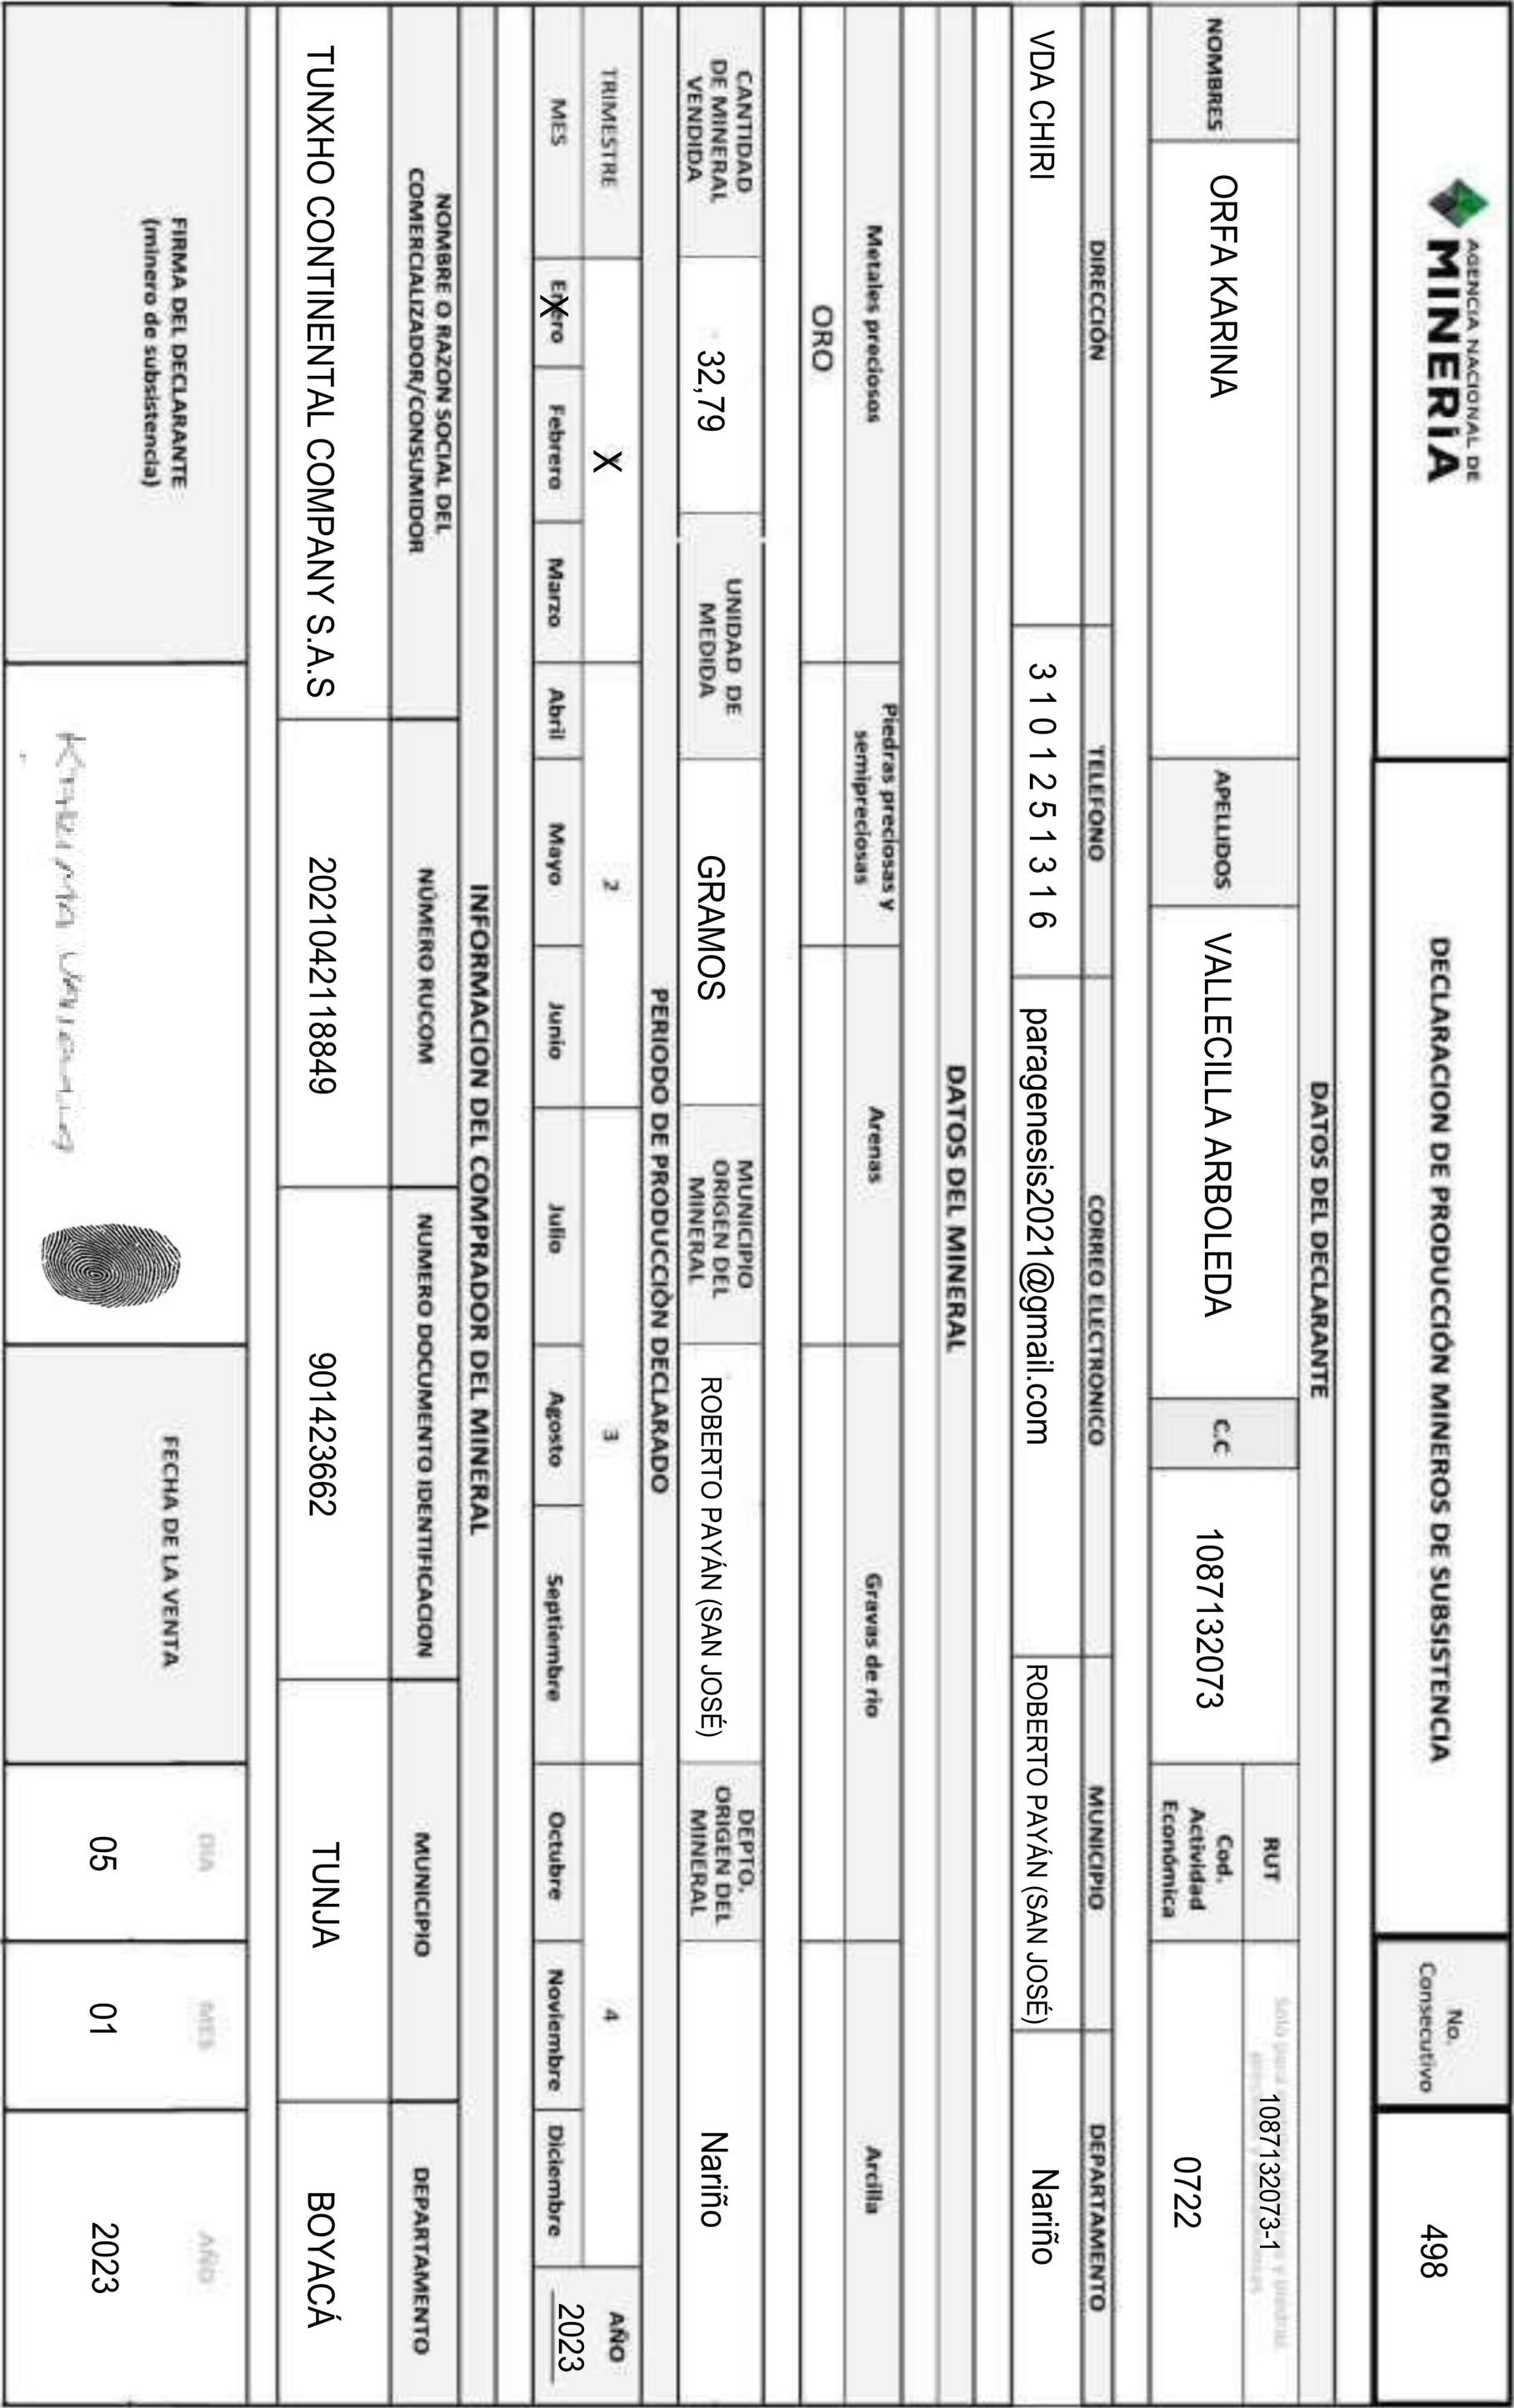 AGENCIA NACIONAL DE
MINERÍA
DECLARACION DE PRODUCCIÓN MINEROS DE SUBSISTENCIA
No.
Consecutivo
498
DATOS DEL DECLARANTE
NOMBRES
ORFA KARINA
APELLIDOS
VALLECILLA ARBOLEDA
C.C
1087132073
RUT
Solo para
1087132073-1
y piedras
Cod.
Actividad
Económica
0722
DIRECCIÓN
TELEFONO
CORREO ELECTRONICO
MUNICIPIO
DEPARTAMENTO
VDA CHIRI
3 1 0 1 2 5 1 3 1 6
paragenesis2021@gmail.com
ROBERTO PAYÁN (SAN JOSÉ)
Nariño
DATOS DEL MINERAL
Metales preciosos
Piedras preciosas y
semipreciosas
Arenas
Gravas de rio
Arcilla
ORO
CANTIDAD
DE MINERAL
VENDIDA
32,79
UNIDAD DE
MEDIDA
GRAMOS
MUNICIPIO
ORIGEN DEL
MINERAL
ROBERTO PAYÁN (SAN JOSÉ)
DEPTO.
ORIGEN DEL
MINERAL
Nariño
PERIODO DE PRODUCCIÓN DECLARADO
TRIMESTRE
X
2
3
4
AÑO
MES
Enero
X
Febrero
Marzo
Abril
Mayo
Junio
Julio
Agosto
Septiembre
Octubre
Noviembre
Diciembre
2023
INFORMACION DEL COMPRADOR DEL MINERAL
NOMBRE O RAZON SOCIAL DEL
COMERCIALIZADOR/CONSUMIDOR
NÚMERO RUCOM
NUMERO DOCUMENTO IDENTIFICACION
MUNICIPIO
DEPARTAMENTO
TUNXHO CONTINENTAL COMPANY S.A.S
2021042118849
901423662
TUNJA
BOYACÁ
FIRMA DEL DECLARANTE
(minero de subsistencia)
FECHA DE LA VENTA
DIA
MES
AÑO
05
01
2023